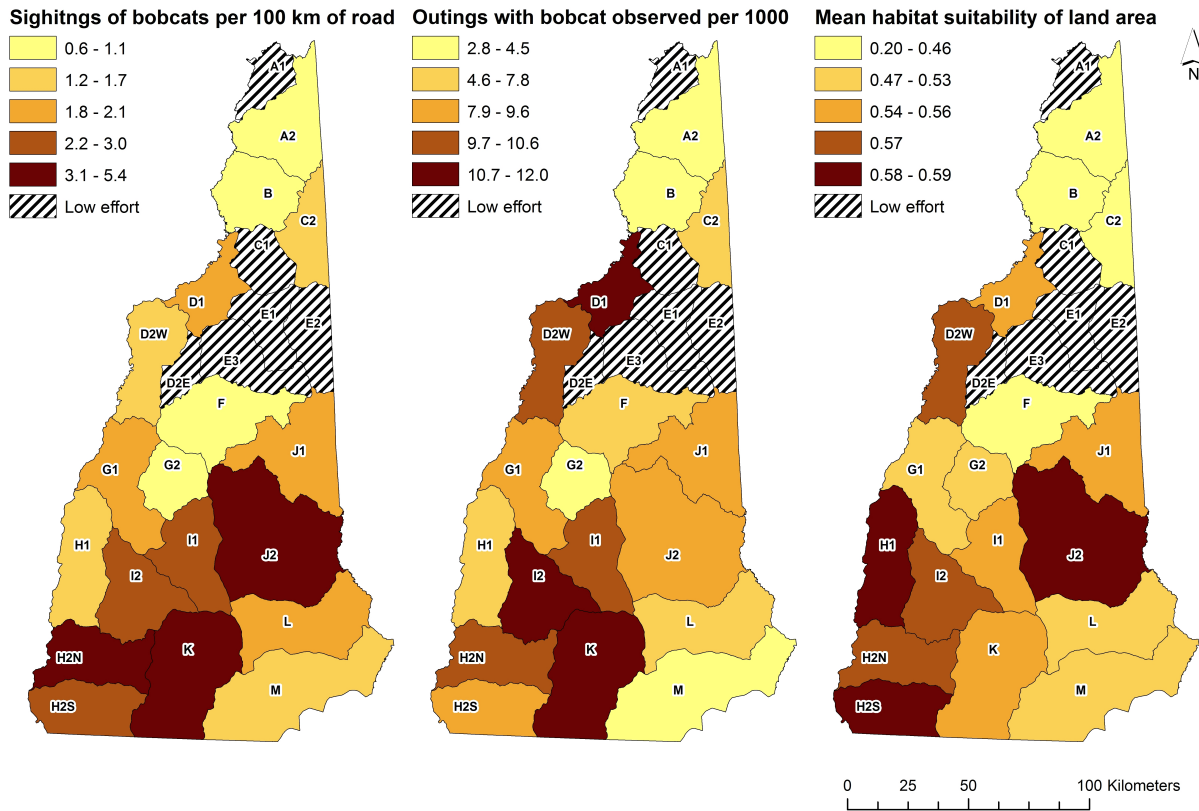 Sighitngs of bobcats per 100 km of road
0.6 - 1.1
1.2 - 1.7
1.8 - 2.1
2.2 - 3.0
3.1 - 5.4
Low effort
A1
A2
B
C2
C1
D1
E1
E2
D2W
E3
D2E
F
J1
G1
G2
H1
I1
J2
I2
L
K
H2N
M
H2S
Outings with bobcat observed per 1000
2.8 - 4.5
4.6 - 7.8
7.9 - 9.6
9.7 - 10.6
10.7 - 12.0
Low effort
A1
A2
B
C2
C1
D1
E1
E2
D2W
E3
D2E
F
J1
G1
G2
H1
I1
J2
I2
L
K
H2N
M
H2S
Mean habitat suitability of land area
0.20 - 0.46
0.47 - 0.53
0.54 - 0.56
0.57
0.58 - 0.59
Low effort
A1
A2
B
C2
C1
D1
E1
E2
D2W
E3
D2E
F
J1
G1
G2
H1
I1
J2
I2
L
K
H2N
M
H2S
N
0 25 50 100 Kilometers